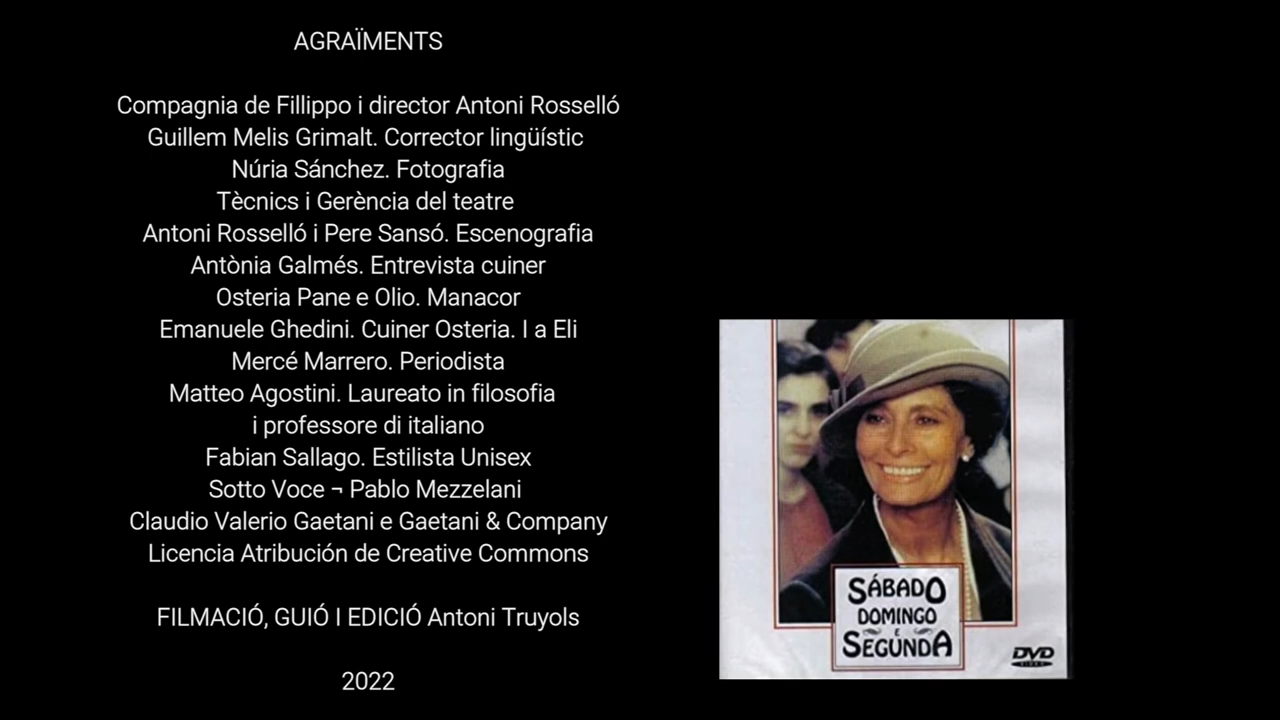 AGRAÏMENTS
Compagnia de Fillippo i director Antoni Rosselló
Guillem Melis Grimalt. Corrector lingüístic
Núria Sánchez. Fotografia
Tècnics i Gerència del teatre
Antoni Rosselló i Pere Sansó. Escenografia
Antònia Galmés. Entrevista cuiner
Osteria Pane e Olio. Manacor
Emanuele Ghedini. Cuiner Osteria. I a Eli
Mercé Marrero. Periodista
Matteo Agostini. Laureato in filosofia
i professore di italiano
Fabian Sallago. Estilista Unisex
Sotto Voce ¬ Pablo Mezzelani
Claudio Valerio Gaetani e Gaetani & Company
Licencia Atribución de Creative Commons
FILMACIÓ, GUIÓ I EDICIÓ Antoni Truyols
2022
SÁBADO
DOMINGO
E
SEGUNDA
DVD
VIDEO